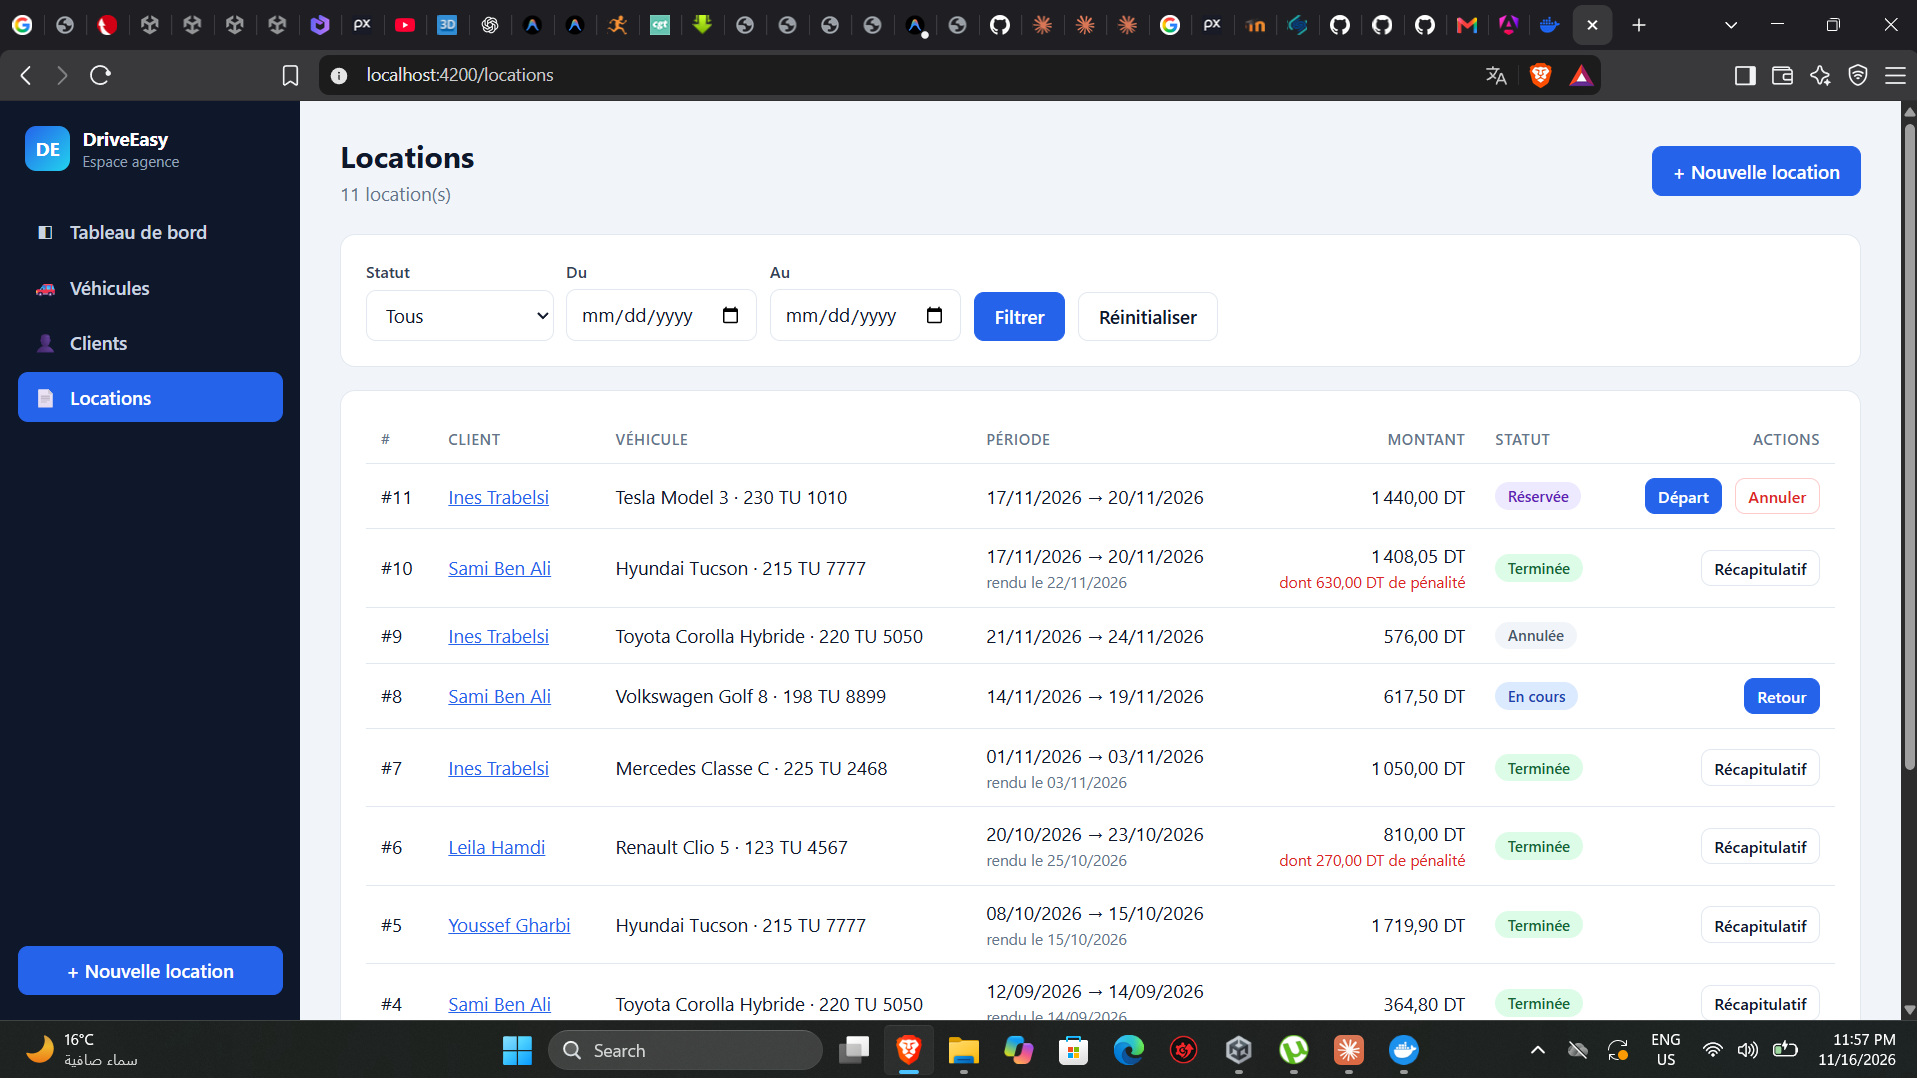 localhost:4200/locations
DE
DriveEasy
Espace agence
Tableau de bord
Véhicules
Clients
Locations
+ Nouvelle location
Locations
11 location(s)
+ Nouvelle location
Statut Du Au
Tous mm/dd/yyyy mm/dd/yyyy Filtrer Réinitialiser
# CLIENT VÉHICULE PÉRIODE MONTANT STATUT ACTIONS
#11 Ines Trabelsi Tesla Model 3 · 230 TU 1010 17/11/2026 → 20/11/2026 1 440,00 DT Réservée Départ Annuler
#10 Sami Ben Ali Hyundai Tucson · 215 TU 7777 17/11/2026 → 20/11/2026 1 408,05 DT Terminée Récapitulatif
rendu le 22/11/2026 dont 630,00 DT de pénalité
#9 Ines Trabelsi Toyota Corolla Hybride · 220 TU 5050 21/11/2026 → 24/11/2026 576,00 DT Annulée
#8 Sami Ben Ali Volkswagen Golf 8 · 198 TU 8899 14/11/2026 → 19/11/2026 617,50 DT En cours Retour
#7 Ines Trabelsi Mercedes Classe C · 225 TU 2468 01/11/2026 → 03/11/2026 1 050,00 DT Terminée Récapitulatif
rendu le 03/11/2026
#6 Leila Hamdi Renault Clio 5 · 123 TU 4567 20/10/2026 → 23/10/2026 810,00 DT Terminée Récapitulatif
rendu le 25/10/2026 dont 270,00 DT de pénalité
#5 Youssef Gharbi Hyundai Tucson · 215 TU 7777 08/10/2026 → 15/10/2026 1 719,90 DT Terminée Récapitulatif
rendu le 15/10/2026
#4 Sami Ben Ali Toyota Corolla Hybride · 220 TU 5050 12/09/2026 → 14/09/2026 364,80 DT Terminée Récapitulatif
rendu le 14/09/2026
16°C
سماء صافية
Search
ENG
US
11:57 PM
11/16/2026